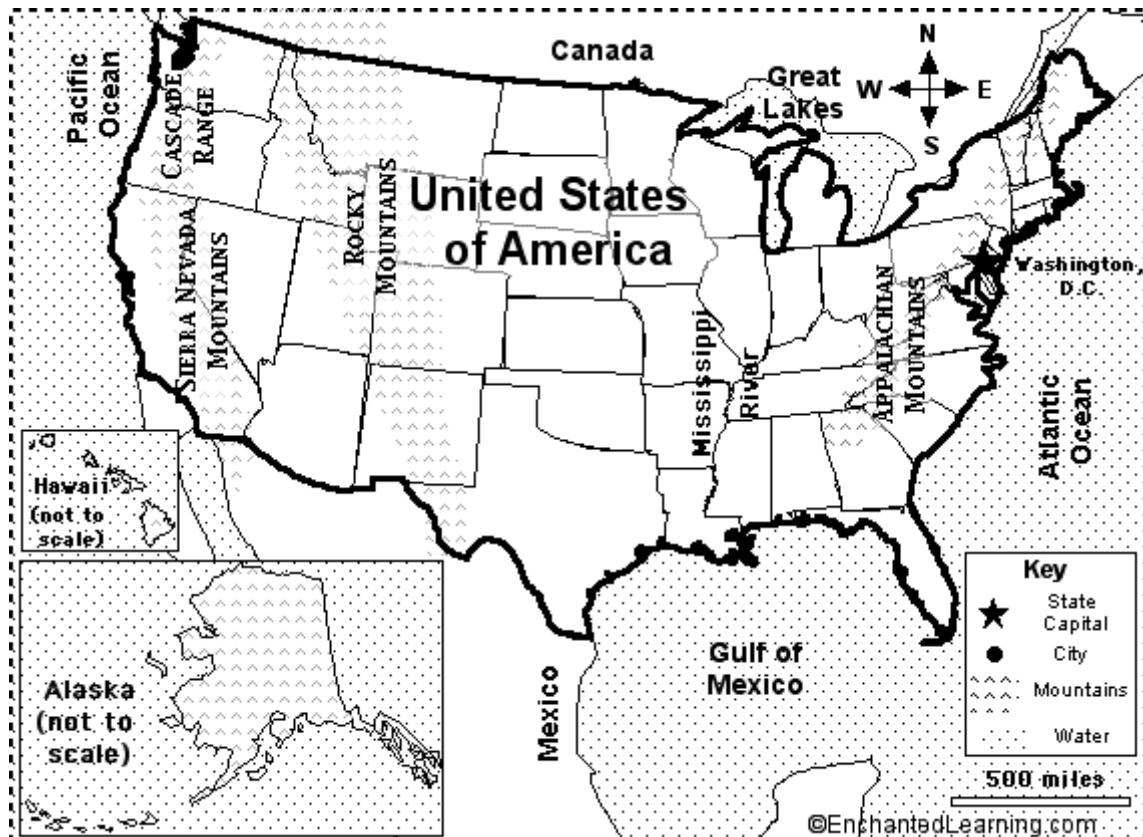 Canada
Pacific
Ocean
CASCADE
RANGE
Great
Lakes
N
W
E
S
United States
of America
ROCKY
MOUNTAINS
SIERRA NEVADA
MOUNTAINS
Washington,
D.C.
APPALACHIAN
MOUNTAINS
Mississippi
River
Atlantic
Ocean
Hawaii
(not to
scale)
Alaska
(not to
scale)
Mexico
Gulf of
Mexico
Key
State
Capital
City
Mountains
Water
500 miles
©EnchantedLearning.com